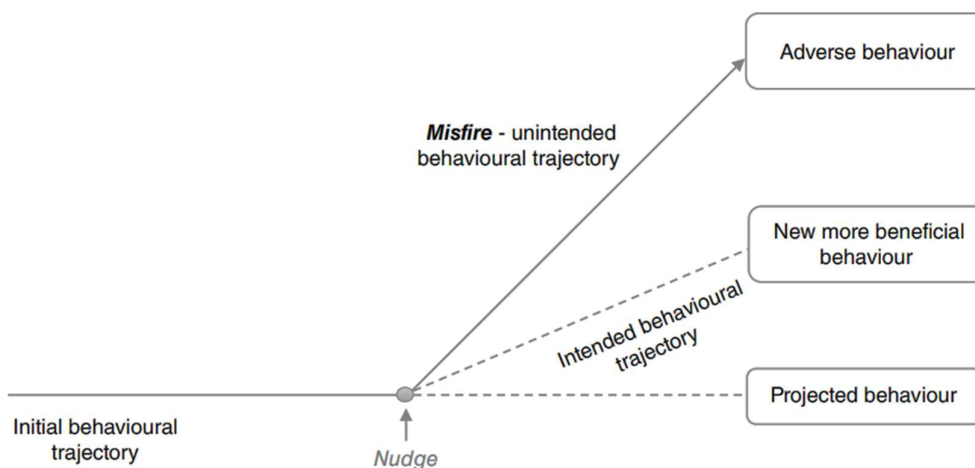 Adverse behaviour
Misfire - unintended
behavioural trajectory
New more beneficial
behaviour
Intended behavioural
trajectory
Projected behaviour
Initial behavioural
trajectory
Nudge